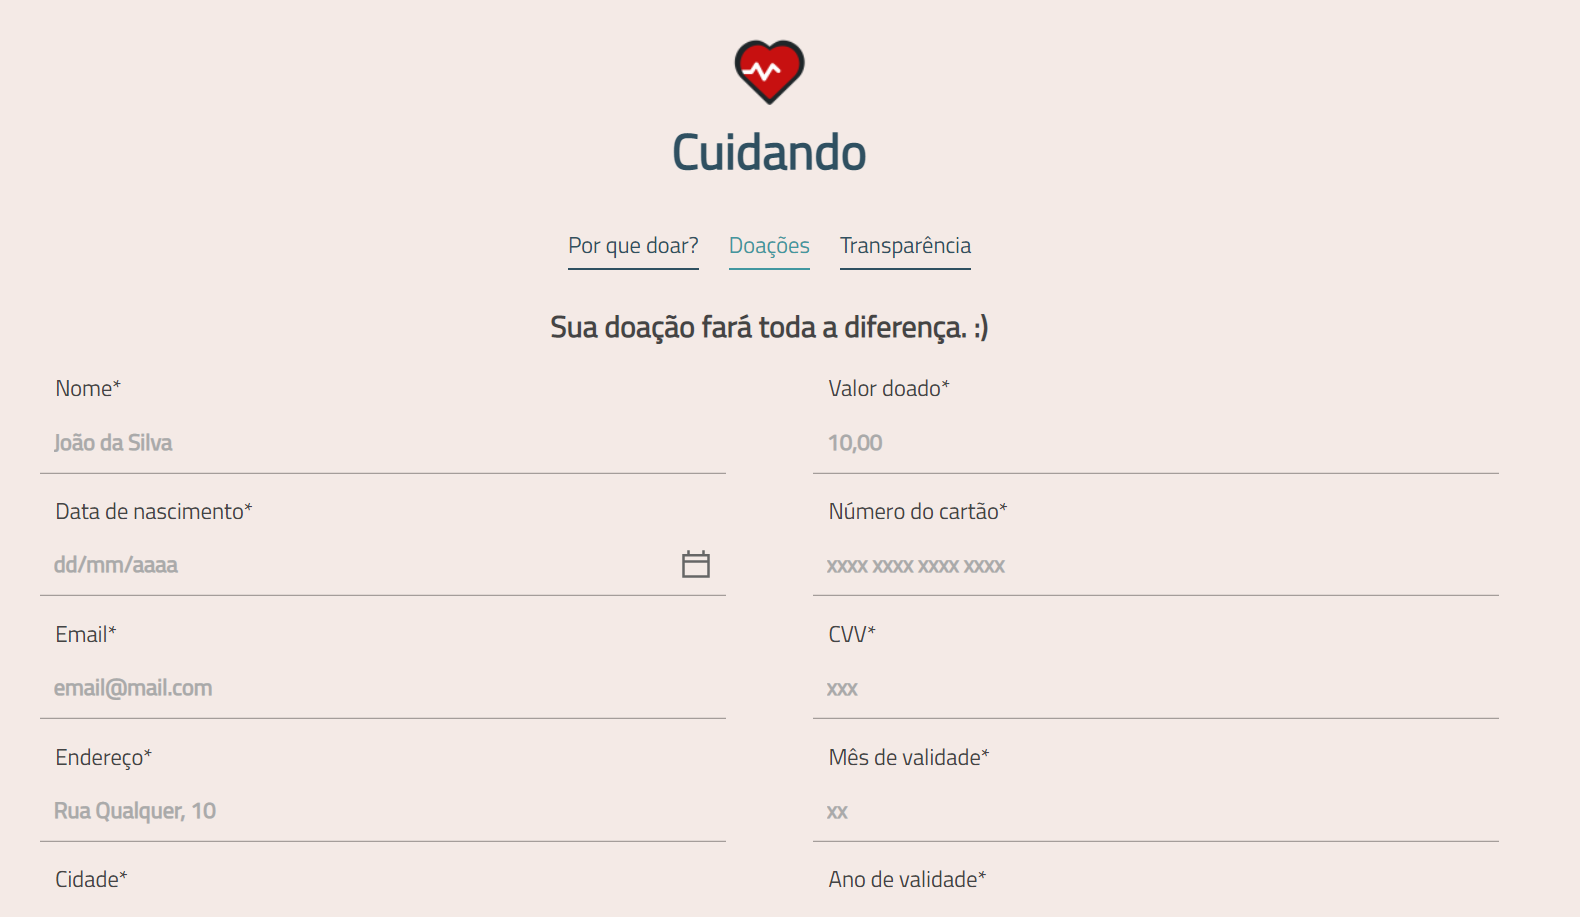 Cuidando
Por que doar? Doações Transparência
Sua doação fará toda a diferença. :)
Nome*
João da Silva
Data de nascimento*
dd/mm/aaaa
Email*
email@mail.com
Endereço*
Rua Qualquer, 10
Cidade*
Valor doado*
10,00
Número do cartão*
xxxx xxxx xxxx xxxx
CVV*
xxx
Mês de validade*
xx
Ano de validade*